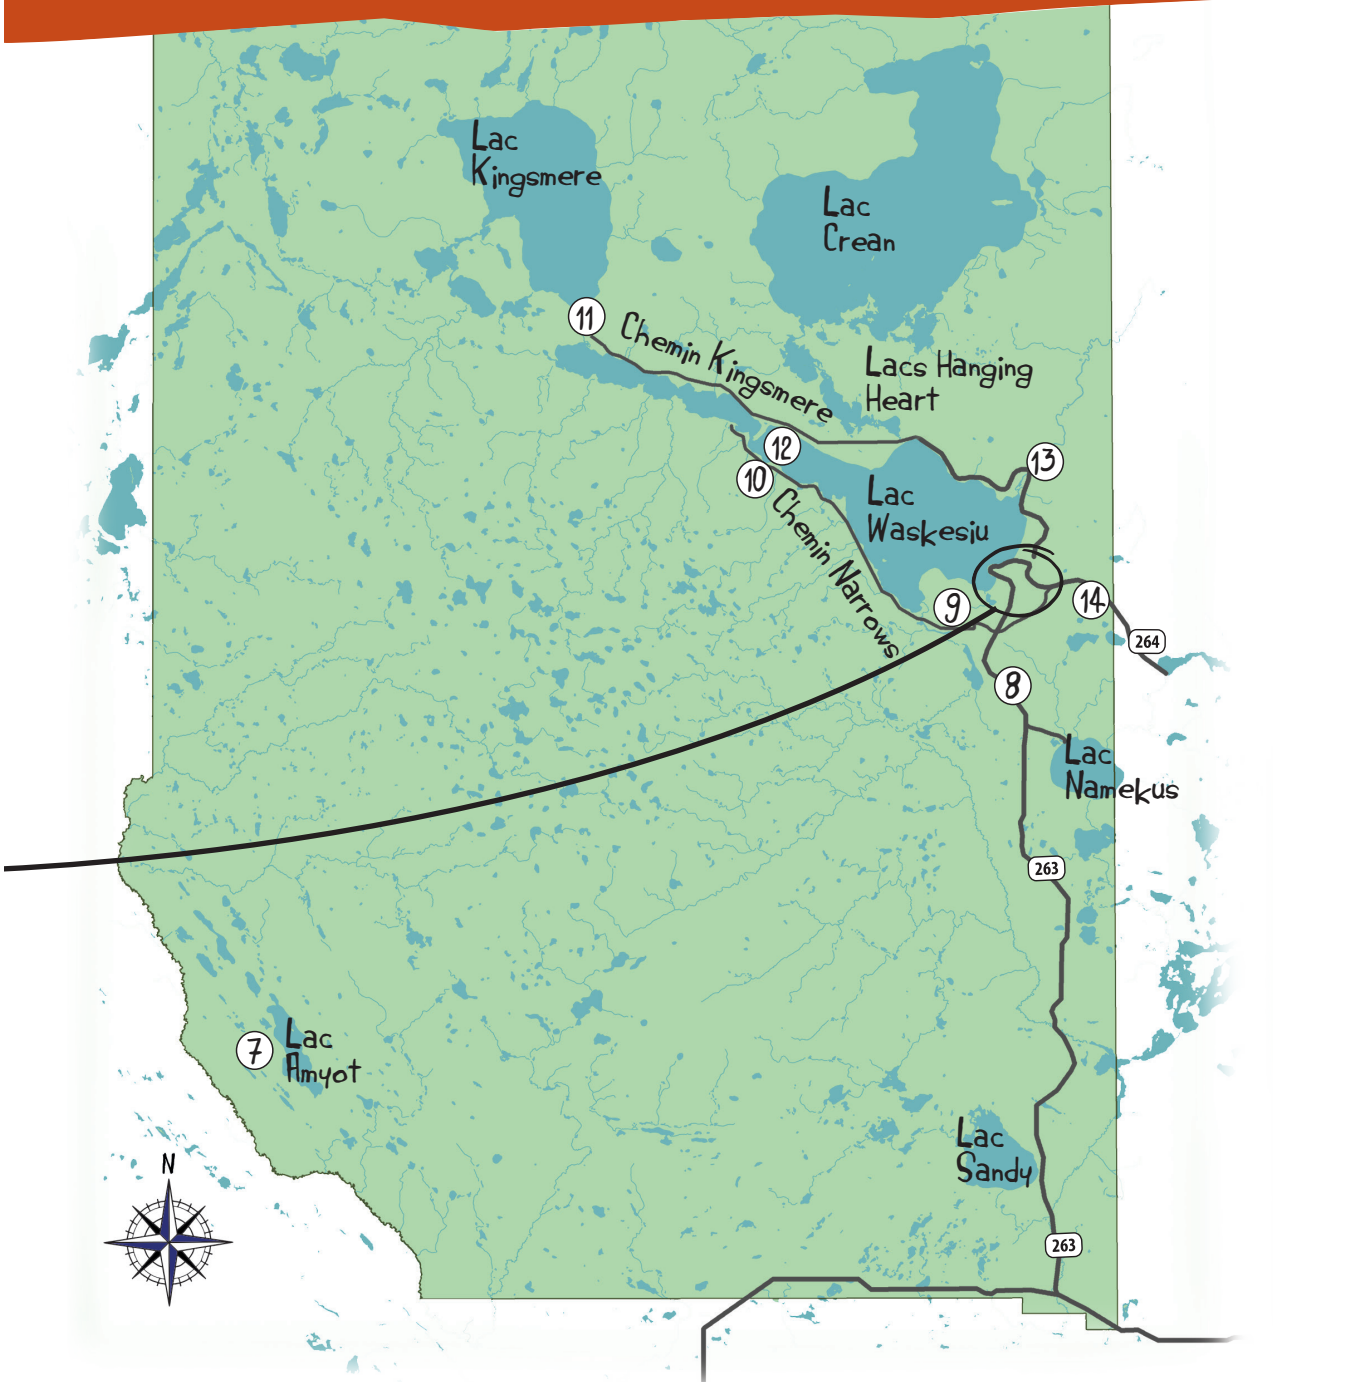 Lac
Kingsmere
Lac
Crean
11
Chemin Kingsmere
Lacs Hanging
Heart
12
13
10
Lac
Waskesiu
Chemin Narrows
9
14
264
8
Lac
Namekus
263
7
Lac
Amyot
Lac
Sandy
N
263